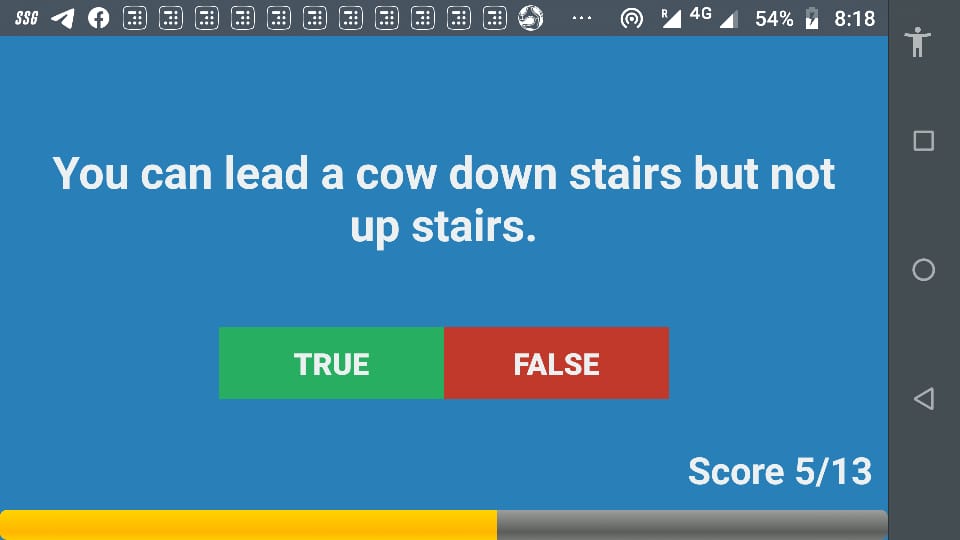 SSG R 4G 54% 8:18
You can lead a cow down stairs but not
up stairs.
TRUE FALSE
Score 5/13